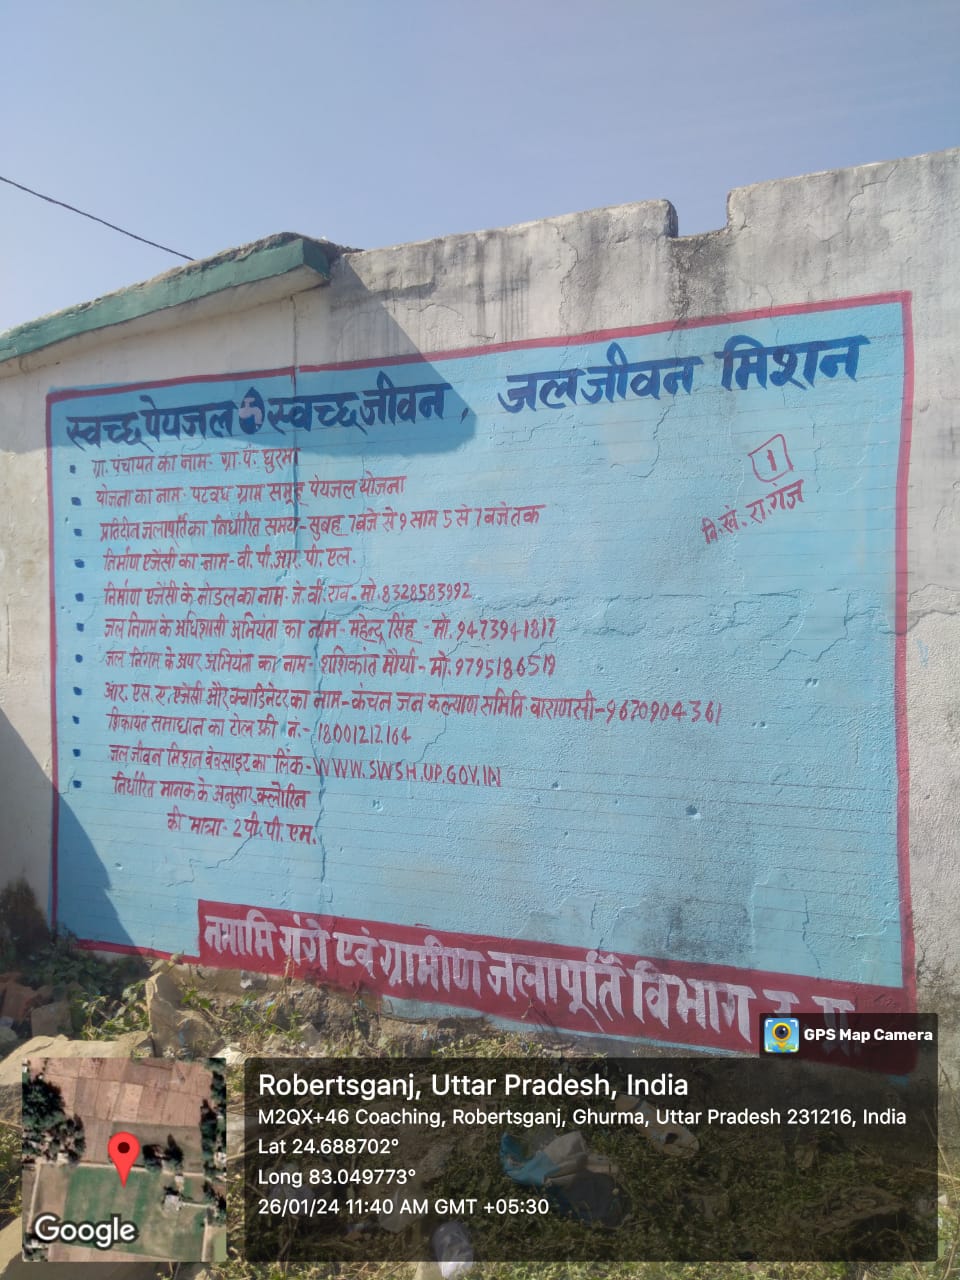 स्वच्छ पेयजल स्वच्छ जीवन, जल जीवन मिशन
1
वि.खं. रा.गंज
ग्रा. पंचायत का नाम- ग्रा.पं. घुरमा
योजना का नाम- पटवध ग्राम समूह पेयजल योजना
प्रतिदिन जलापूर्ति का निर्धारित समय- सुबह 7 बजे से 9 साम 5 से 7 बजे तक
निर्माण एजेंसी का नाम- वी.पी.आर.पी.एल.
निर्माण एजेंसी के नोडल का नाम- जे.वी. राव- मो. 8328583992
जल निगम के अधिशासी अभियंता का नाम- महेन्द्र सिंह - मो. 9473941817
जल निगम के अपर अभियंता का नाम- शशिकांत मौर्या- मो: 9795186519
आर. एस. ए. एजेंसी और क्वाडिनेटर का नाम- कंचन जन कल्याण समिति वाराणसी- 9670904361
शिकायत समाधान का टोल फ्री नं.- 18001212164
जल जीवन मिशन वेबसाइट का लिंक- WWW.SWSH.UP.GOV.IN
निर्धारित मानक के अनुसार क्लोरिन
की मात्रा- 2 पी.पी.एम.
नमामि गंगे एवं ग्रामीण जलापूर्ति विभाग उ.प्र.
GPS Map Camera
Robertsganj, Uttar Pradesh, India
M2QX+46 Coaching, Robertsganj, Ghurma, Uttar Pradesh 231216, India
Lat 24.688702°
Long 83.049773°
26/01/24 11:40 AM GMT +05:30
Google